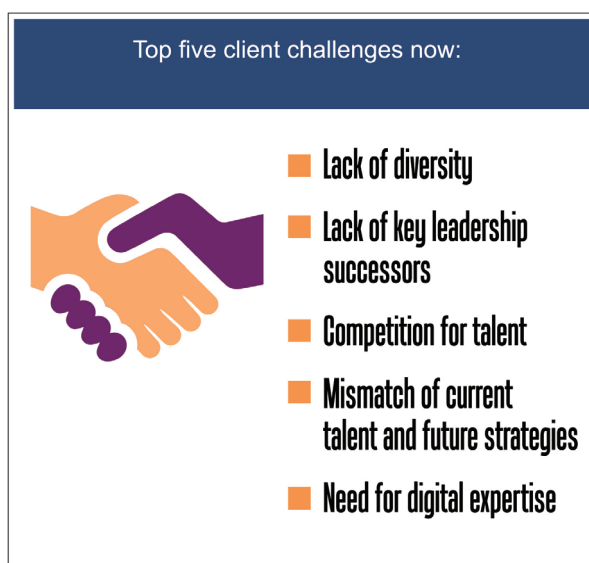 Top five client challenges now:
Lack of diversity
Lack of key leadership
successors
Competition for talent
Mismatch of current
talent and future strategies
Need for digital expertise